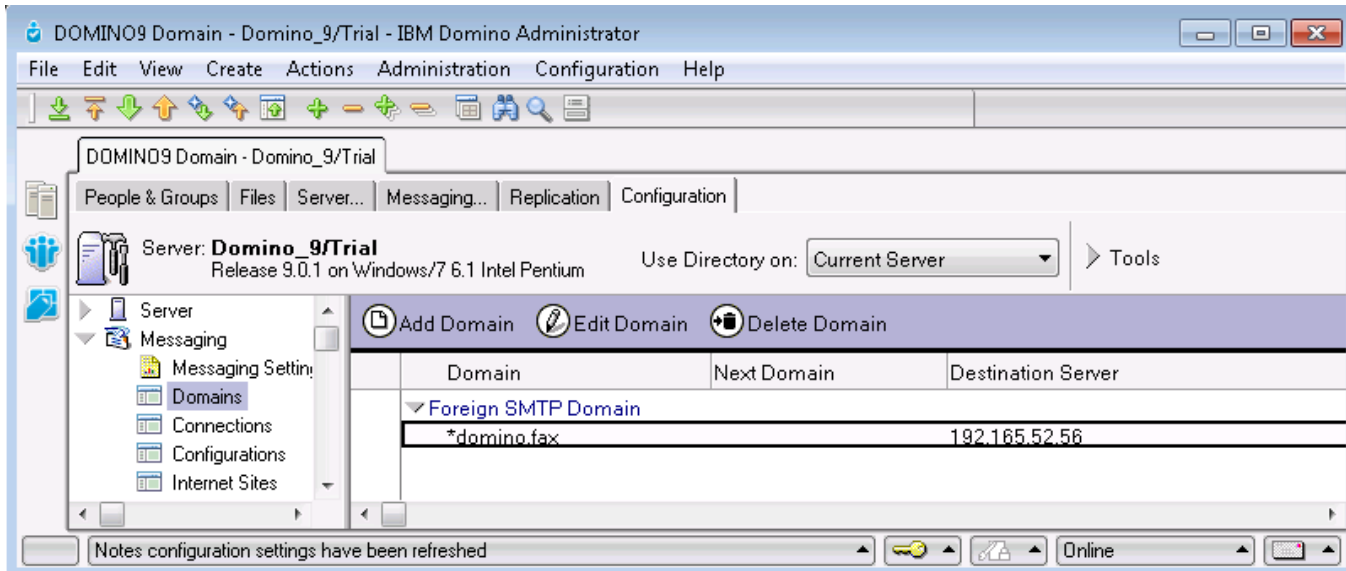 DOMINO9 Domain - Domino_9/Trial - IBM Domino Administrator
File Edit View Create Actions Administration Configuration Help
DOMINO9 Domain - Domino_9/Trial
People & Groups Files Server... Messaging... Replication Configuration
Server: Domino_9/Trial
Release 9.0.1 on Windows/7 6.1 Intel Pentium
Use Directory on: Current Server
Tools
Server
Messaging
Messaging Settin
Domains
Connections
Configurations
Internet Sites
Add Domain Edit Domain Delete Domain
Domain Next Domain Destination Server
Foreign SMTP Domain
*domino.fax 192.165.52.56
Notes configuration settings have been refreshed Online